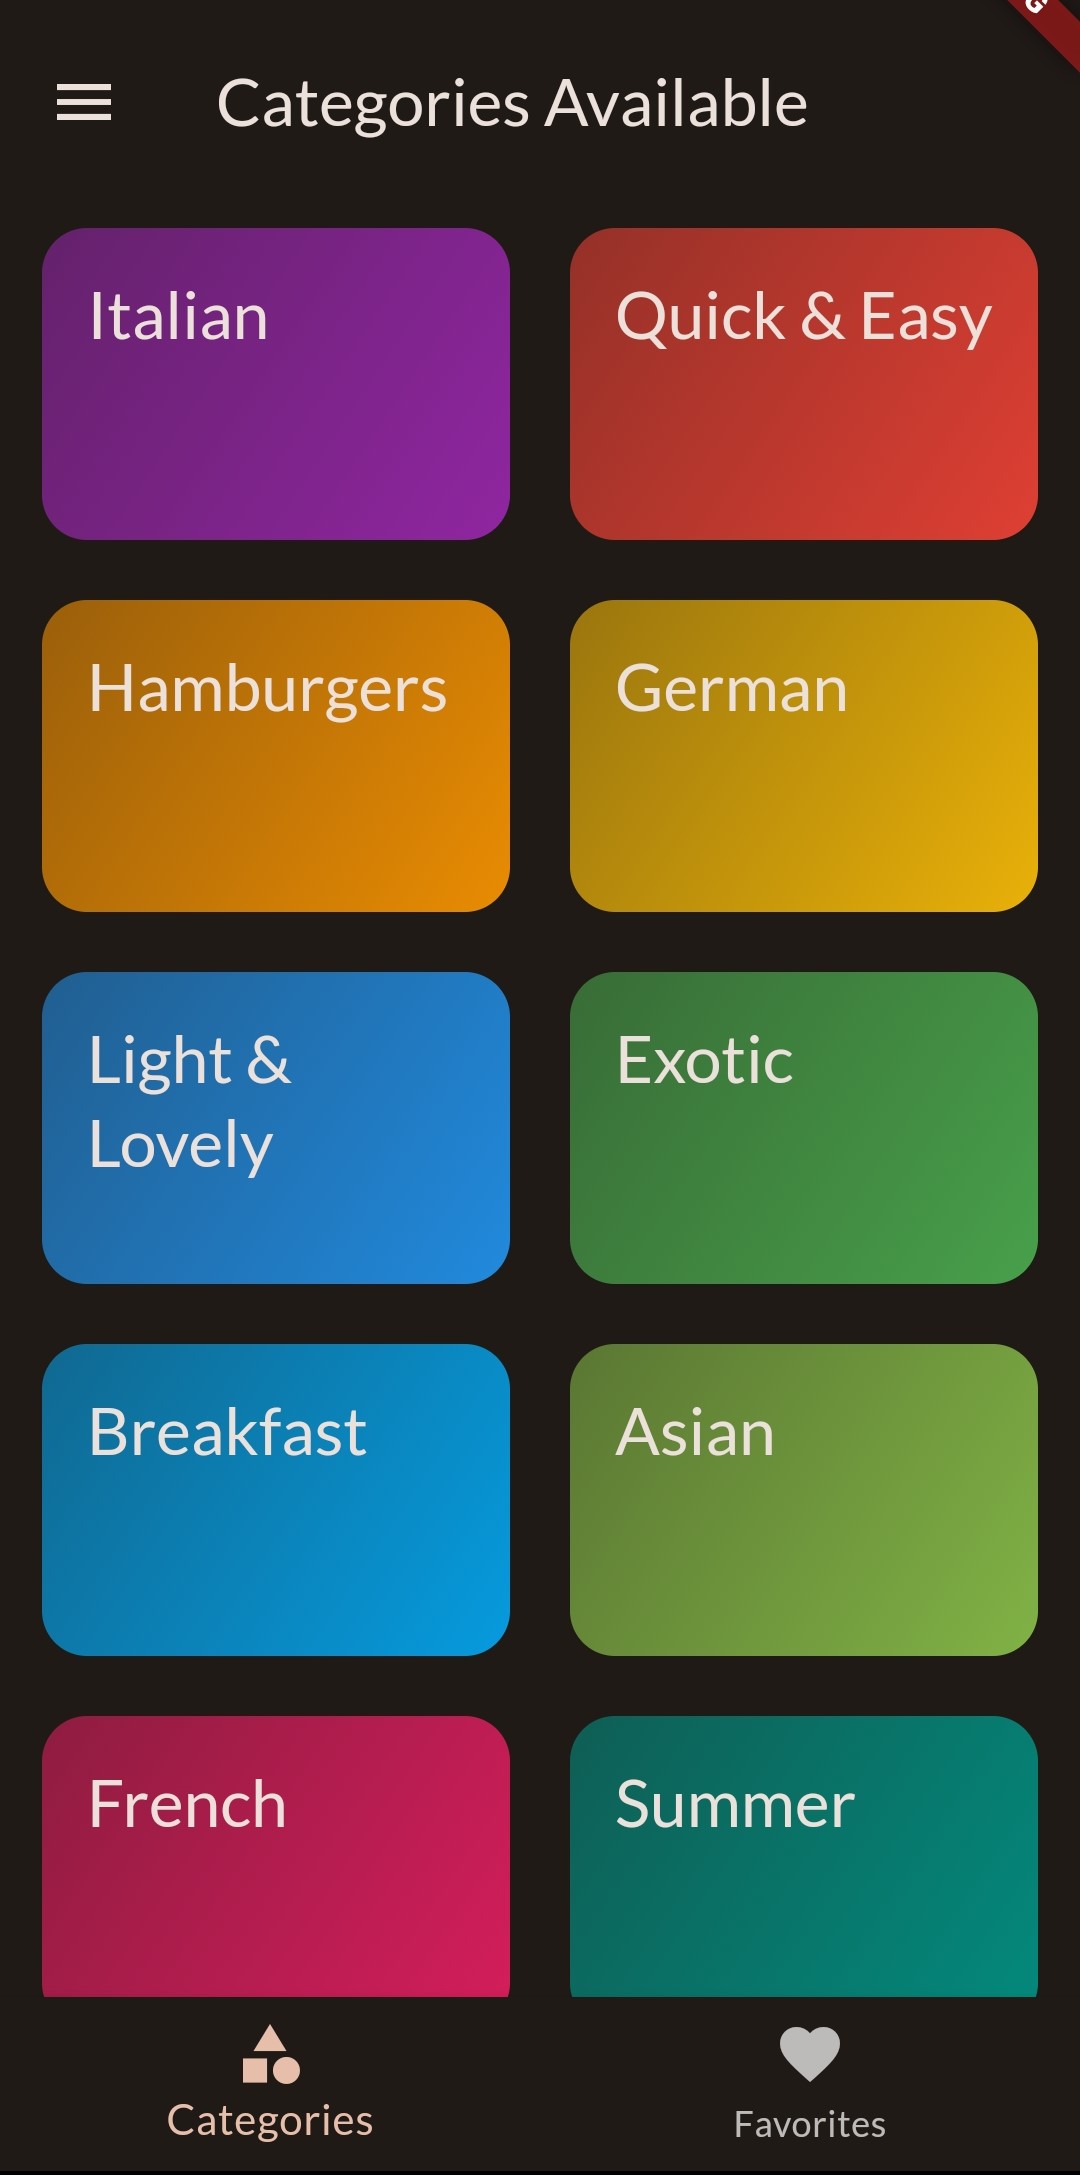 Categories Available
Italian
Quick & Easy
Hamburgers
German
Light &
Lovely
Exotic
Breakfast
Asian
French
Summer
Categories
Favorites